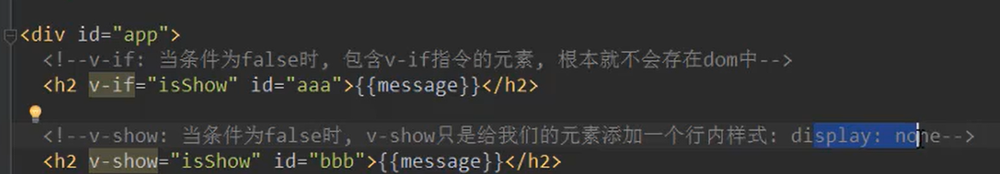 <div id="app">
<!--v-if: 当条件为false时, 包含v-if指令的元素, 根本就不会存在dom中-->
<h2 v-if="isShow" id="aaa">{{message}}</h2>
<!--v-show: 当条件为false时, v-show只是给我们的元素添加一个行内样式: display: none-->
<h2 v-show="isShow" id="bbb">{{message}}</h2>